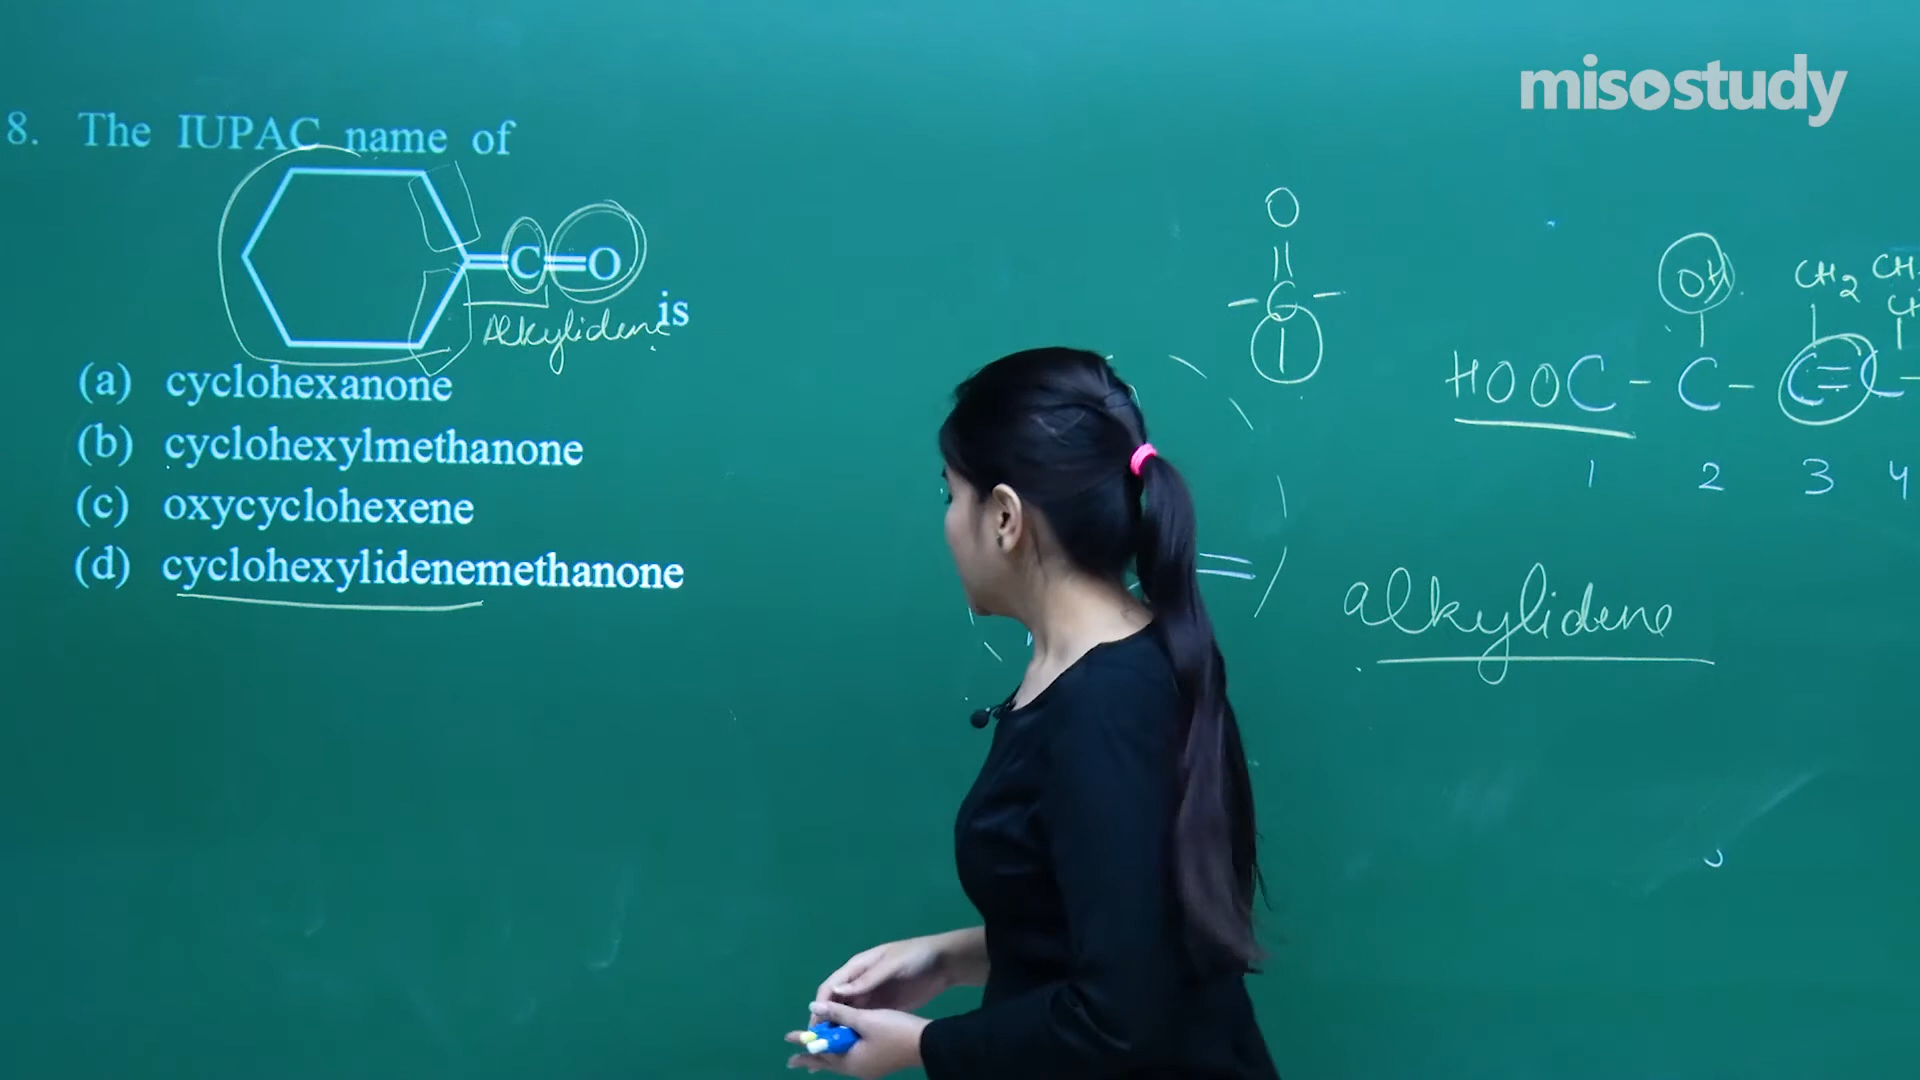 misostudy
8. The IUPAC name of
C=O
Alkylidene
is
(a) cyclohexanone
(b) cyclohexylmethanone
(c) oxycyclohexene
(d) cyclohexylidenemethanone
O
C
OH
CH2
HOOC - C - C = C -
1 2 3 4
= alkylidene